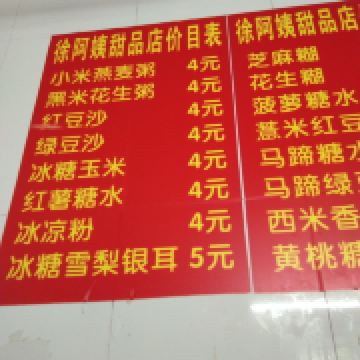 徐阿姨甜品店价目表
小米燕麦粥 4元
黑米花生粥 4元
红豆沙 4元
绿豆沙 4元
冰糖玉米 4元
红薯糖水 4元
冰凉粉 4元
冰糖雪梨银耳 5元
徐阿姨甜品店
芝麻糊
花生糊
菠萝糖水
薏米红豆
马蹄糖水
马蹄绿豆
西米香
黄桃糖